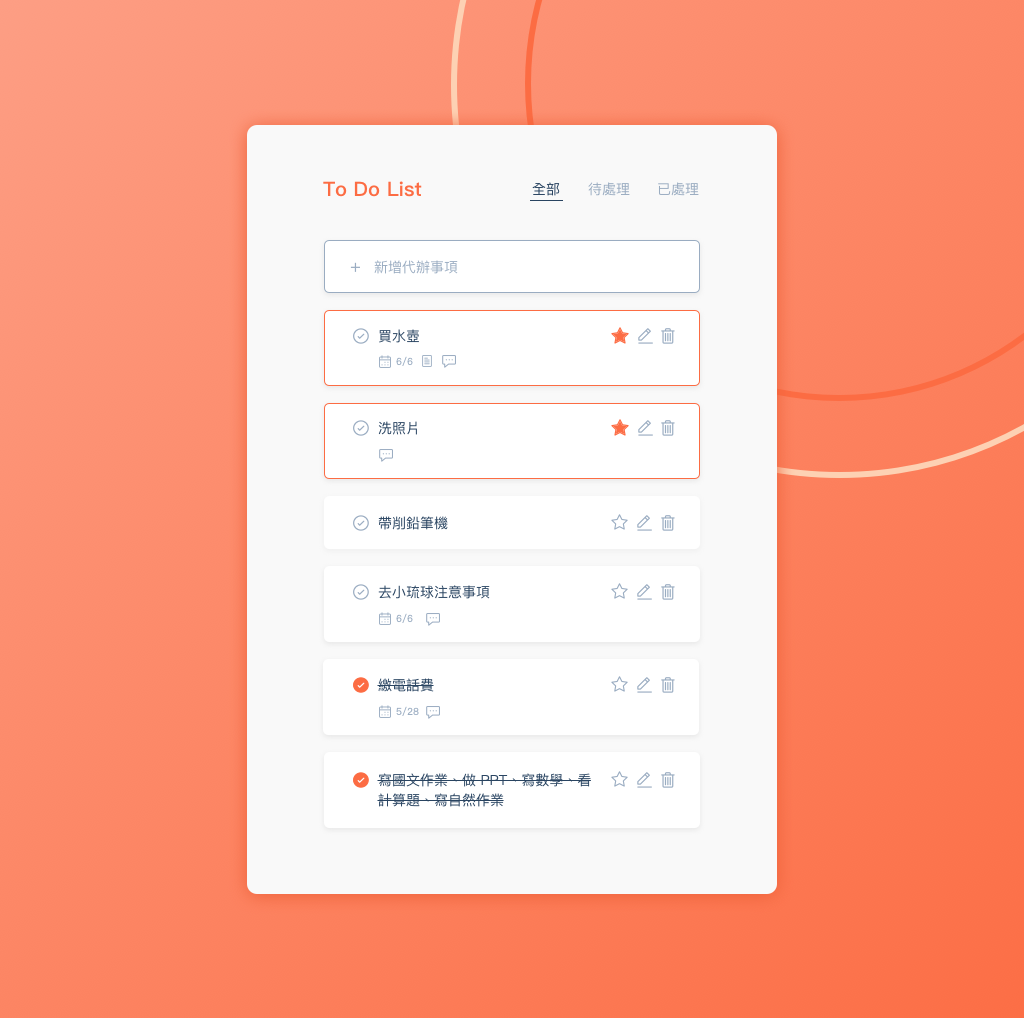 To Do List
全部 待處理 已處理
+ 新增代辦事項
買水壺
6/6
洗照片
帶削鉛筆機
去小琉球注意事項
6/6
繳電話費
5/28
寫國文作業、做 PPT、寫數學、看
計算題、寫自然作業